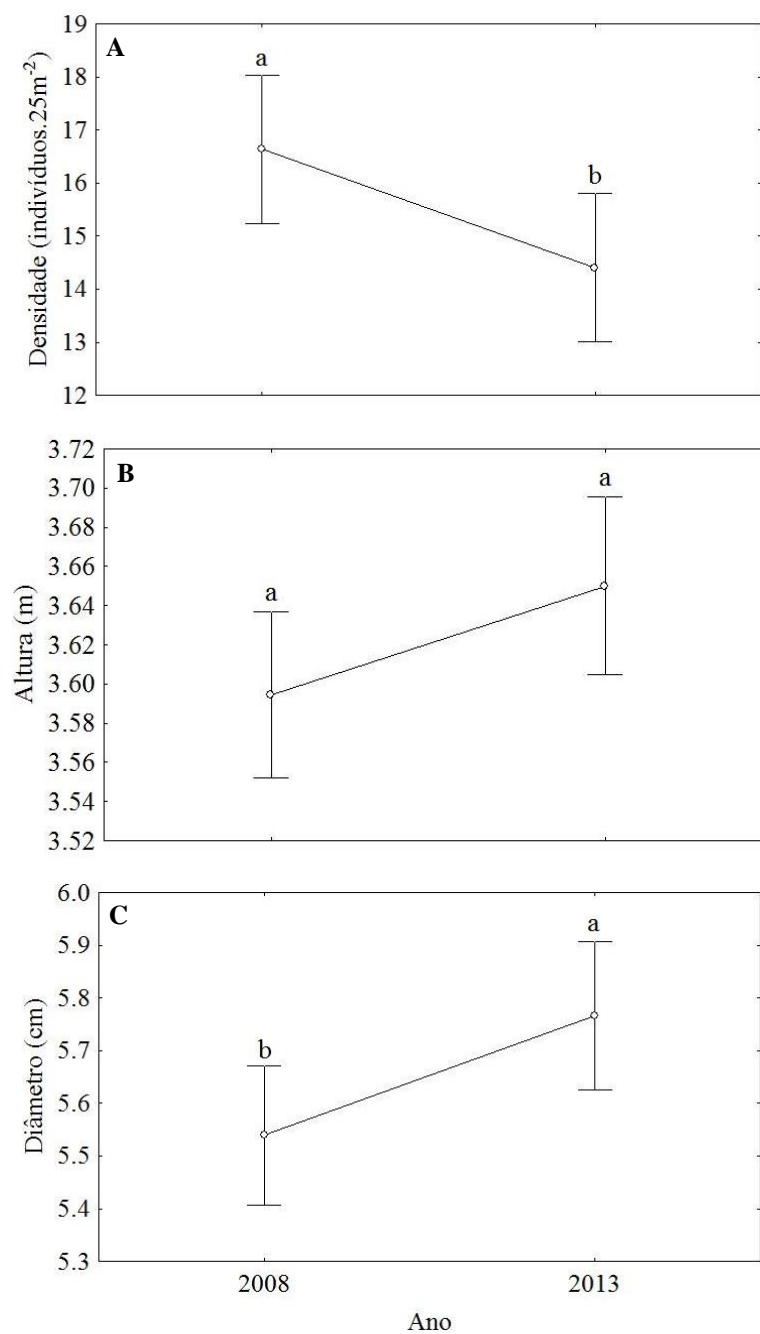 A
Densidade (indivíduos.25m⁻²)
19
18
17
16
15
14
13
12
a
b
B
Altura (m)
3.72
3.70
3.68
3.66
3.64
3.62
3.60
3.58
3.56
3.54
3.52
a
a
C
Diâmetro (cm)
6.0
5.9
5.8
5.7
5.6
5.5
5.4
5.3
b
a
2008 2013
Ano